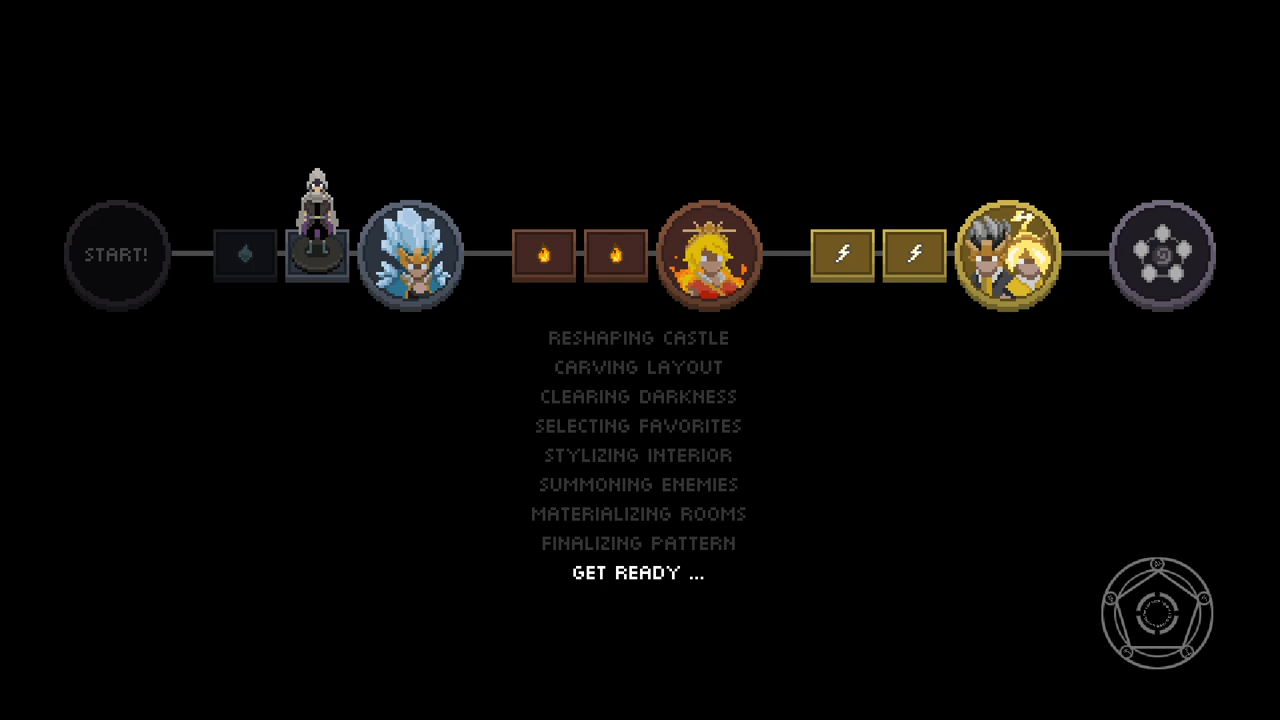 START!
RESHAPING CASTLE
CARVING LAYOUT
CLEARING DARKNESS
SELECTING FAVORITES
STYLIZING INTERIOR
SUMMONING ENEMIES
MATERIALIZING ROOMS
FINALIZING PATTERN
GET READY ...